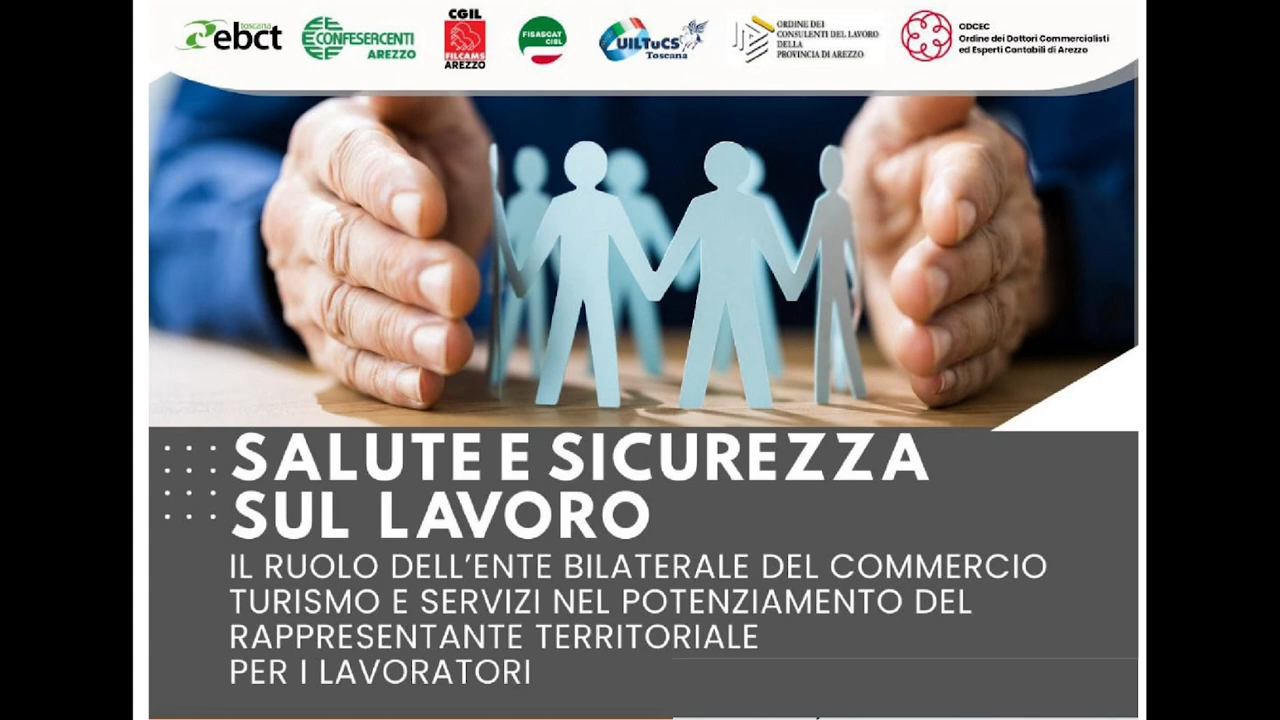 toscana
ebct
CONFESERCENTI
AREZZO
CGIL
FILCAMS
AREZZO
FISASCAT
CISL
UILTuCS
Toscana
ORDINE DEI
CONSULENTI DEL LAVORO
DELLA
PROVINCIA DI AREZZO
ODCEC
Ordine dei Dottori Commercialisti
ed Esperti Contabili di Arezzo
SALUTE E SICUREZZA
SUL LAVORO
IL RUOLO DELL'ENTE BILATERALE DEL COMMERCIO
TURISMO E SERVIZI NEL POTENZIAMENTO DEL
RAPPRESENTANTE TERRITORIALE
PER I LAVORATORI